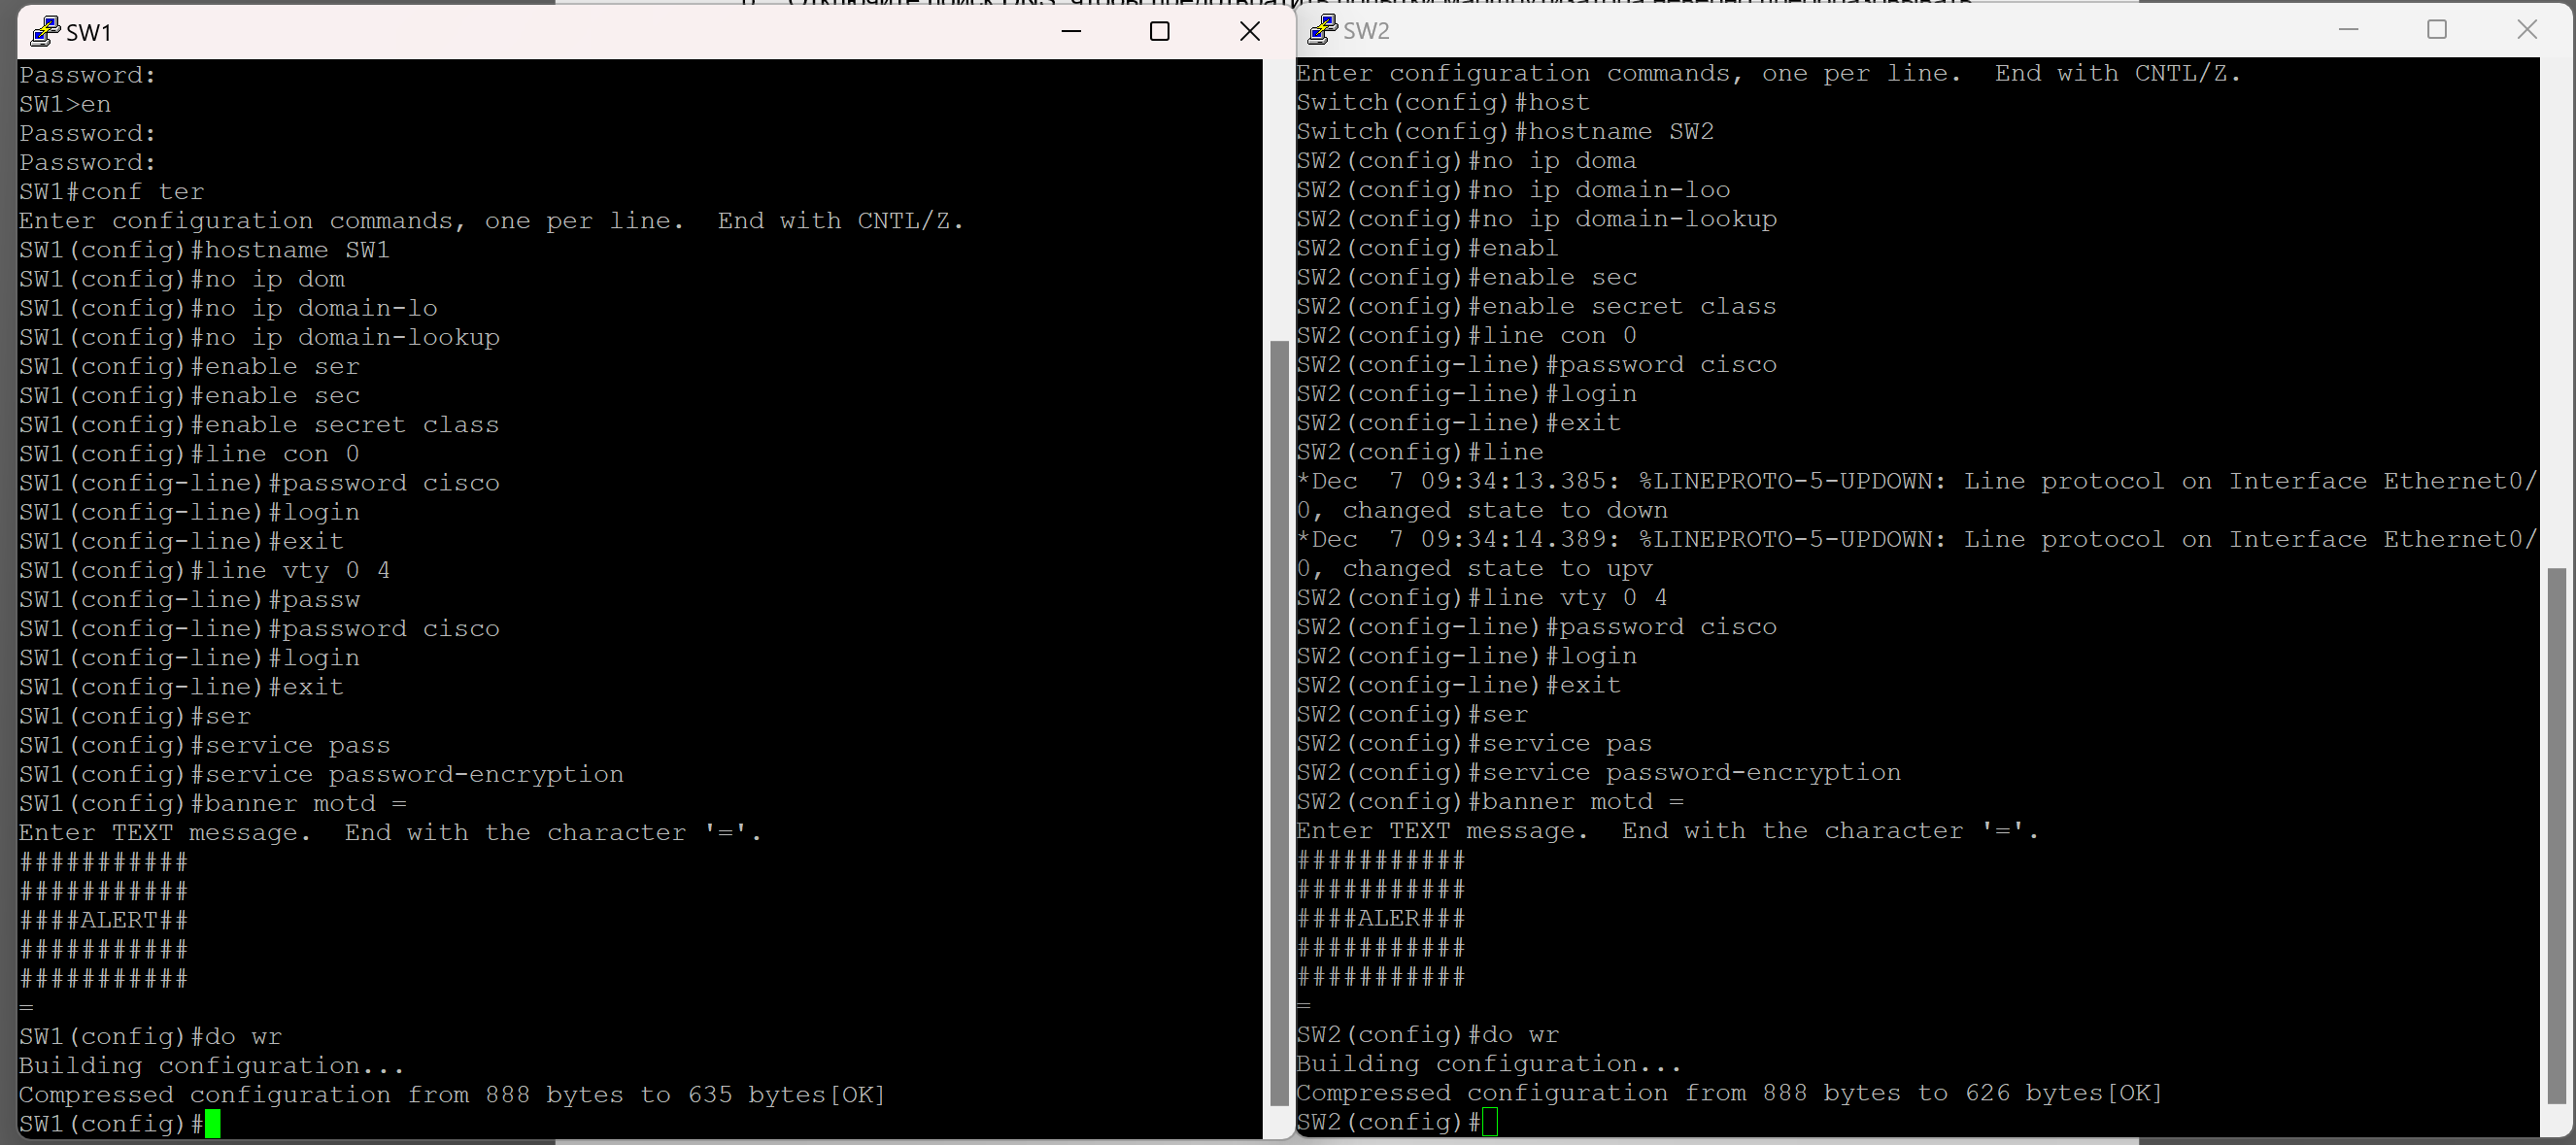 SW1
Password:
SW1>en
Password:
Password:
SW1#conf ter
Enter configuration commands, one per line.  End with CNTL/Z.
SW1(config)#hostname SW1
SW1(config)#no ip dom
SW1(config)#no ip domain-lo
SW1(config)#no ip domain-lookup
SW1(config)#enable ser
SW1(config)#enable sec
SW1(config)#enable secret class
SW1(config)#line con 0
SW1(config-line)#password cisco
SW1(config-line)#login
SW1(config-line)#exit
SW1(config)#line vty 0 4
SW1(config-line)#passw
SW1(config-line)#password cisco
SW1(config-line)#login
SW1(config-line)#exit
SW1(config)#ser
SW1(config)#service pass
SW1(config)#service password-encryption
SW1(config)#banner motd =
Enter TEXT message.  End with the character '='.
###########
###########
####ALERT##
###########
###########
=
SW1(config)#do wr
Building configuration...
Compressed configuration from 888 bytes to 635 bytes[OK]
SW1(config)#
SW2
Enter configuration commands, one per line.  End with CNTL/Z.
Switch(config)#host
Switch(config)#hostname SW2
SW2(config)#no ip doma
SW2(config)#no ip domain-loo
SW2(config)#no ip domain-lookup
SW2(config)#enabl
SW2(config)#enable sec
SW2(config)#enable secret class
SW2(config)#line con 0
SW2(config-line)#password cisco
SW2(config-line)#login
SW2(config-line)#exit
SW2(config)#line
*Dec  7 09:34:13.385: %LINEPROTO-5-UPDOWN: Line protocol on Interface Ethernet0/
0, changed state to down
*Dec  7 09:34:14.389: %LINEPROTO-5-UPDOWN: Line protocol on Interface Ethernet0/
0, changed state to upv
SW2(config)#line vty 0 4
SW2(config-line)#password cisco
SW2(config-line)#login
SW2(config-line)#exit
SW2(config)#ser
SW2(config)#service pas
SW2(config)#service password-encryption
SW2(config)#banner motd =
Enter TEXT message.  End with the character '='.
###########
###########
####ALER###
###########
###########
=
SW2(config)#do wr
Building configuration...
Compressed configuration from 888 bytes to 626 bytes[OK]
SW2(config)#